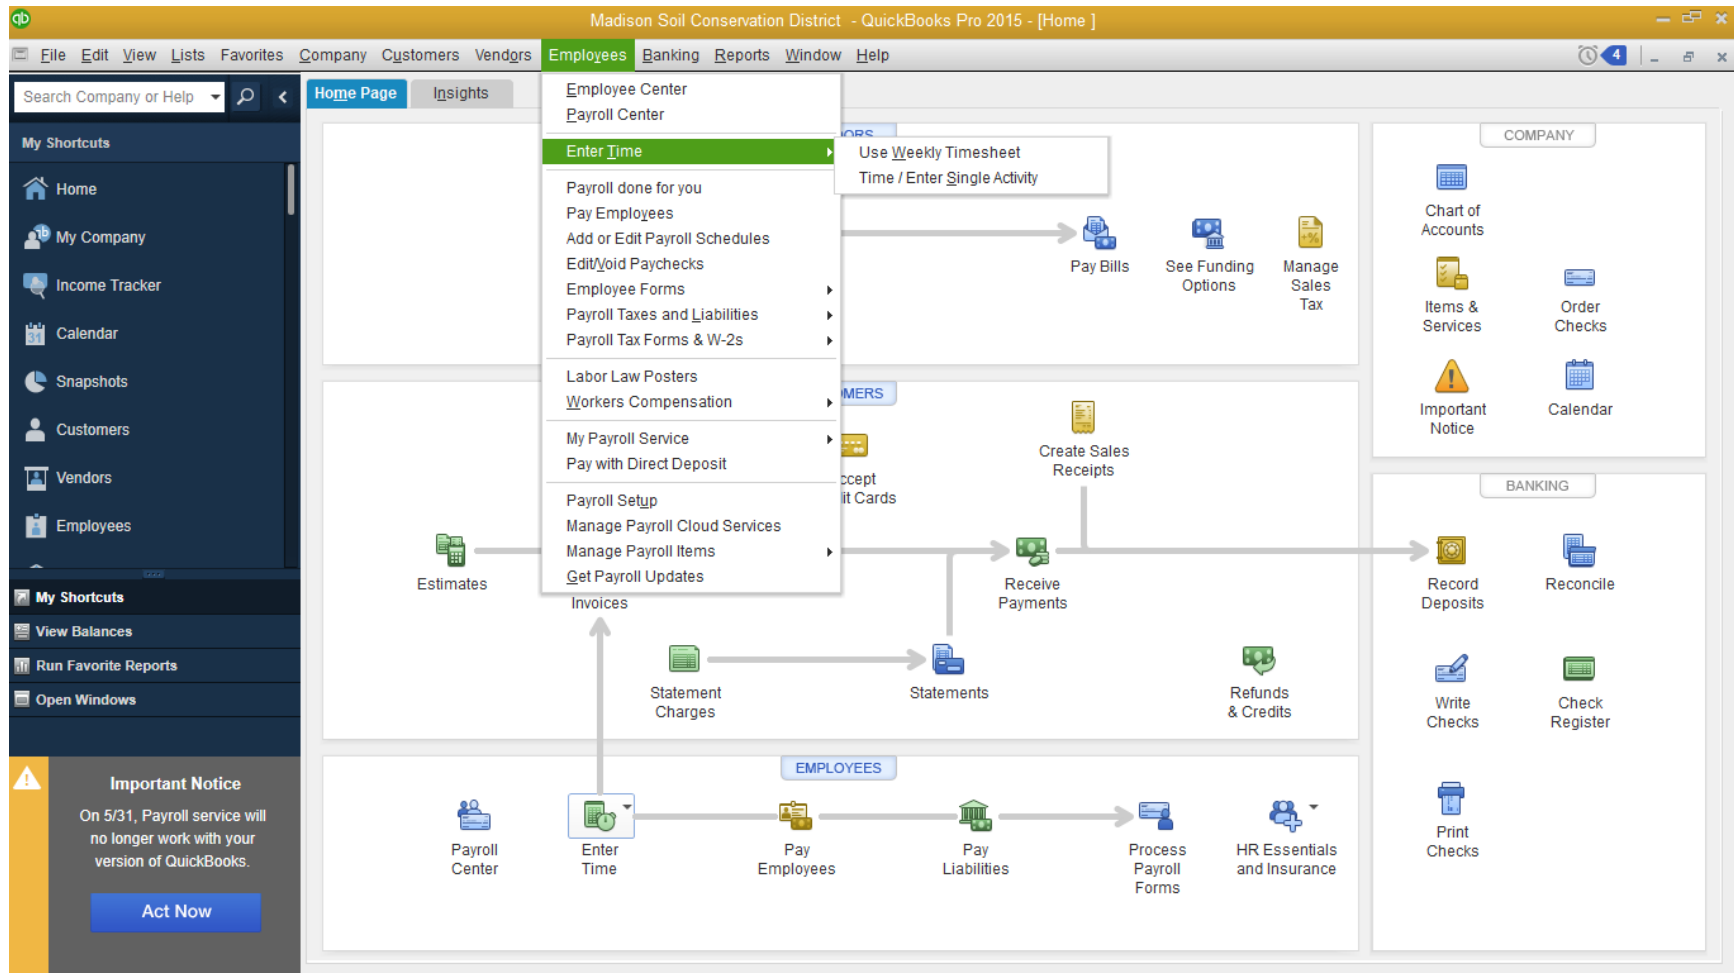 qb
Madison Soil Conservation District - QuickBooks Pro 2015 - [Home ]
File Edit View Lists Favorites Company Customers Vendors Employees Banking Reports Window Help
4
Search Company or Help
Home Page Insights
My Shortcuts
Home
My Company
Income Tracker
31
Calendar
Snapshots
Customers
Vendors
Employees
My Shortcuts
View Balances
Run Favorite Reports
Open Windows
Important Notice
On 5/31, Payroll service will
no longer work with your
version of QuickBooks.
Act Now
Employee Center
Payroll Center
Enter Time
Payroll done for you
Pay Employees
Add or Edit Payroll Schedules
Edit/Void Paychecks
Employee Forms
Payroll Taxes and Liabilities
Payroll Tax Forms & W-2s
Labor Law Posters
Workers Compensation
My Payroll Service
Pay with Direct Deposit
Payroll Setup
Manage Payroll Cloud Services
Manage Payroll Items
Get Payroll Updates
Use Weekly Timesheet
Time / Enter Single Activity
ORS
Pay Bills
See Funding
Options
Manage
Sales
Tax
OMERS
ccept
it Cards
Create Sales
Receipts
Estimates
Invoices
Receive
Payments
Statement
Charges
Statements
Refunds
& Credits
EMPLOYEES
Payroll
Center
Enter
Time
Pay
Employees
Pay
Liabilities
Process
Payroll
Forms
HR Essentials
and Insurance
COMPANY
Chart of
Accounts
Items &
Services
Order
Checks
Important
Notice
Calendar
BANKING
Record
Deposits
Reconcile
Write
Checks
Check
Register
Print
Checks